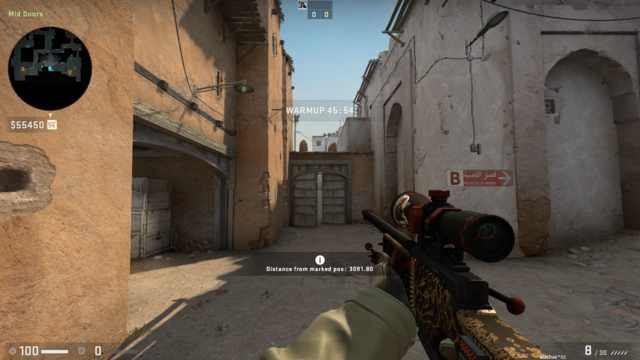 Mid Doors
0 0
WARMUP 45:54
$55450
B
Distance from marked pos: 3091.80
100
0
8 / 30